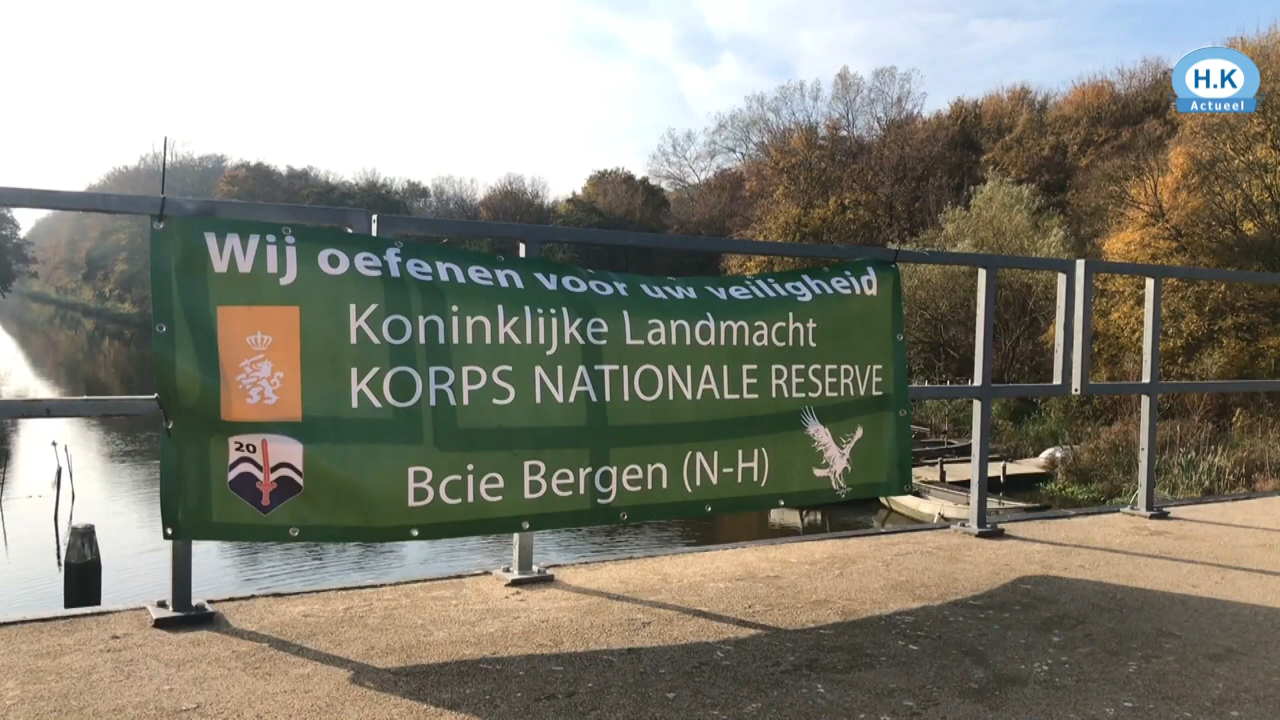 H.K
Actueel
Wij oefenen voor uw veiligheid
Koninklijke Landmacht
KORPS NATIONALE RESERVE
20
Bcie Bergen (N-H)